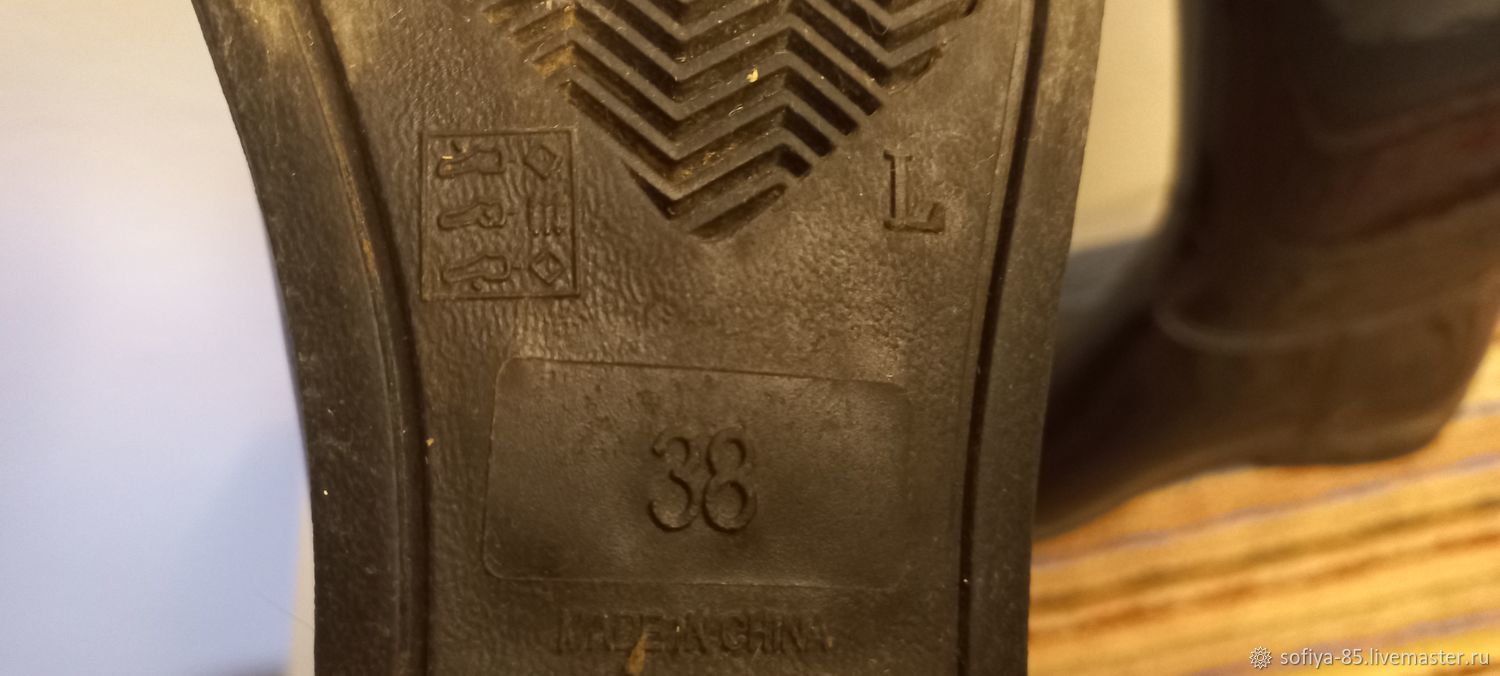 L
38
MADE IN CHINA
sofiya-85.livemaster.ru